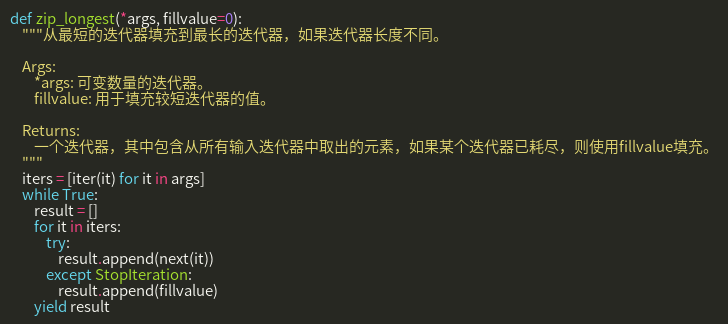 def zip_longest(*args, fillvalue=0):
    """从最短的迭代器填充到最长的迭代器，如果迭代器长度不同。

    Args:
        *args: 可变数量的迭代器。
        fillvalue: 用于填充较短迭代器的值。

    Returns:
        一个迭代器，其中包含从所有输入迭代器中取出的元素，如果某个迭代器已耗尽，则使用fillvalue填充。
    """
    iters = [iter(it) for it in args]
    while True:
        result = []
        for it in iters:
            try:
                result.append(next(it))
            except StopIteration:
                result.append(fillvalue)
        yield result